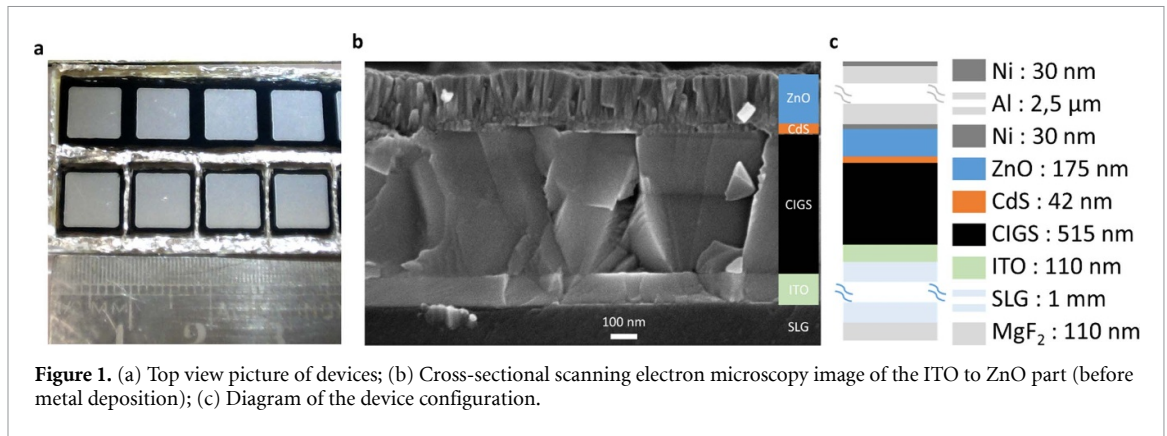 a
b
c
ZnO
CdS
CIGS
ITO
SLG
100 nm
Ni : 30 nm
Al : 2,5 µm
Ni : 30 nm
ZnO : 175 nm
CdS : 42 nm
CIGS : 515 nm
ITO : 110 nm
SLG : 1 mm
MgF₂ : 110 nm
Figure 1. (a) Top view picture of devices; (b) Cross-sectional scanning electron microscopy image of the ITO to ZnO part (before
metal deposition); (c) Diagram of the device configuration.